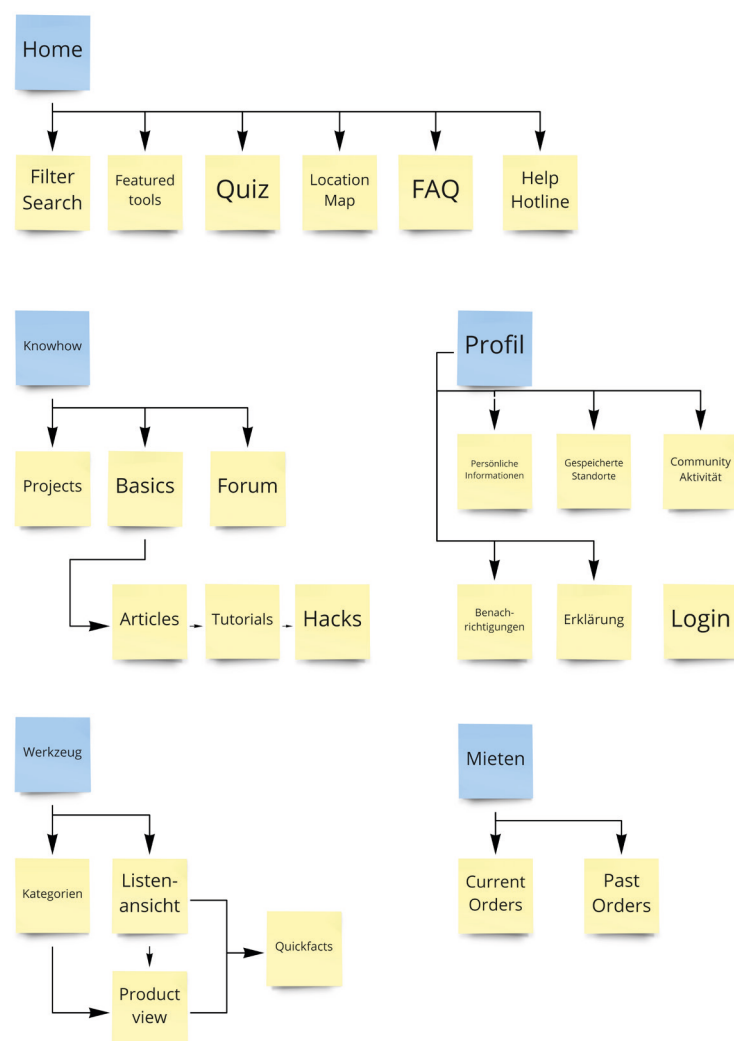 Home
Filter
Search
Featured
tools
Quiz
Location
Map
FAQ
Help
Hotline
Knowhow
Projects
Basics
Forum
Articles
Tutorials
Hacks
Profil
Persönliche
Informationen
Gespeicherte
Standorte
Community
Aktivität
Benach-
richtigungen
Erklärung
Login
Werkzeug
Kategorien
Listen-
ansicht
Product
view
Quickfacts
Mieten
Current
Orders
Past
Orders